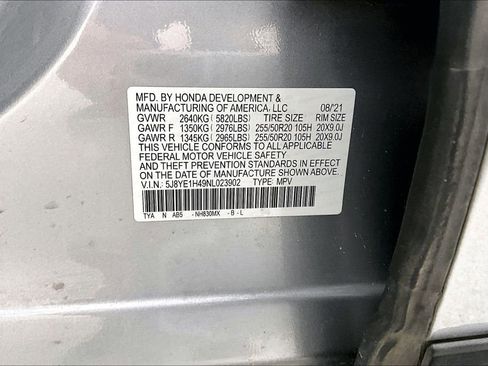 MFD. BY HONDA DEVELOPMENT &
MANUFACTURING OF AMERICA, LLC 08/'21
GVWR 2640KG(5820LBS) TIRE SIZE RIM SIZE
GAWR F 1350KG(2976LBS) 255/50R20 105H 20X9.0J
GAWR R 1345KG(2965LBS) 255/50R20 105H 20X9.0J
THIS VEHICLE CONFORMS TO ALL APPLICABLE
FEDERAL MOTOR VEHICLE SAFETY
AND THEFT PREVENTION STANDARDS IN EFFECT
ON THE DATE OF MANUFACTURE SHOWN ABOVE.
V.I.N.: 5J8YE1H49NL023902 TYPE: MPV
TYA N AB5 -NH830MX -B-L